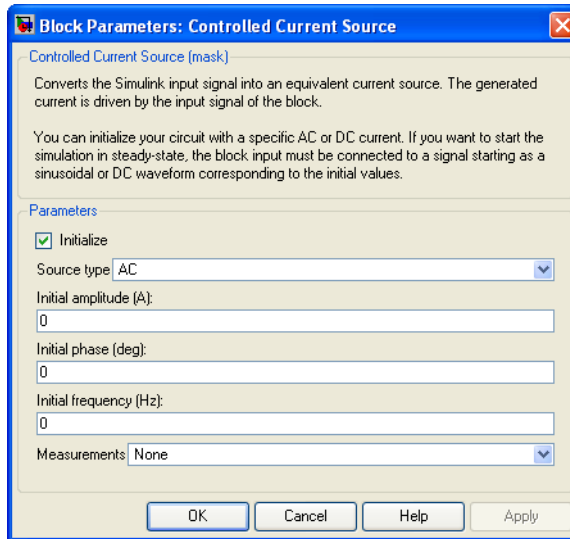 Block Parameters: Controlled Current Source
Controlled Current Source (mask)
Converts the Simulink input signal into an equivalent current source. The generated
current is driven by the input signal of the block.
You can initialize your circuit with a specific AC or DC current. If you want to start the
simulation in steady-state, the block input must be connected to a signal starting as a
sinusoidal or DC waveform corresponding to the initial values.
Parameters
Initialize
Source type AC
Initial amplitude (A):
0
Initial phase (deg):
0
Initial frequency (Hz):
0
Measurements None
OK Cancel Help Apply